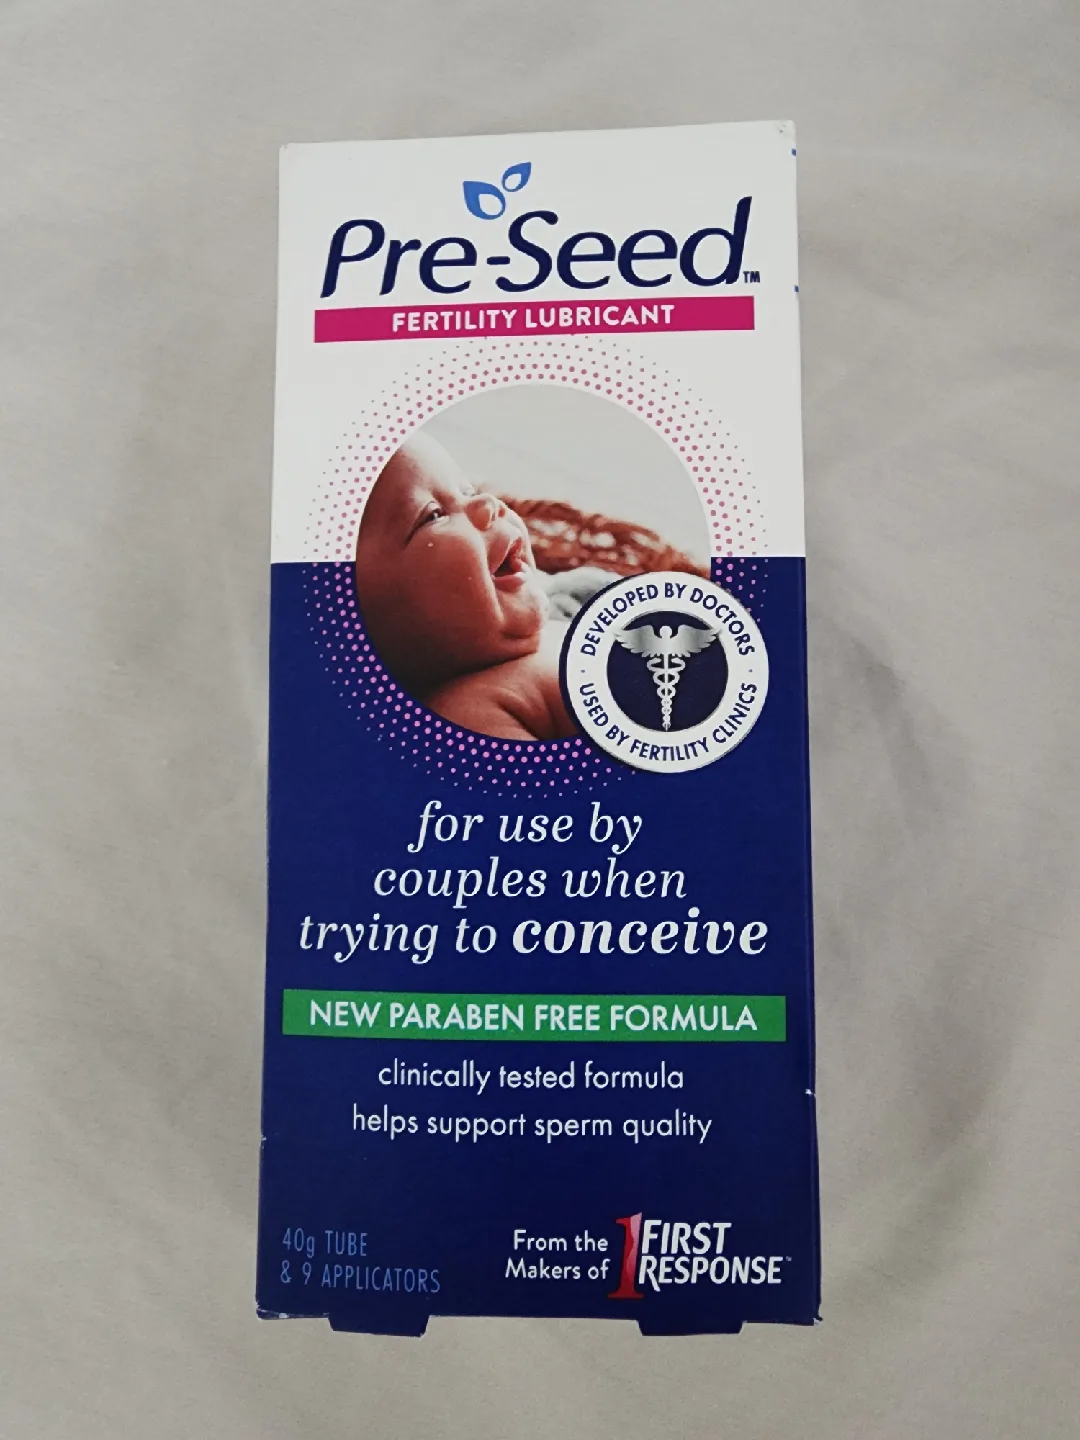 Pre-Seed™
FERTILITY LUBRICANT
DEVELOPED BY DOCTORS
· USED BY FERTILITY CLINICS ·
for use by
couples when
trying to conceive
NEW PARABEN FREE FORMULA
clinically tested formula
helps support sperm quality
40g TUBE
& 9 APPLICATORS
From the
Makers of
1 FIRST
RESPONSE™